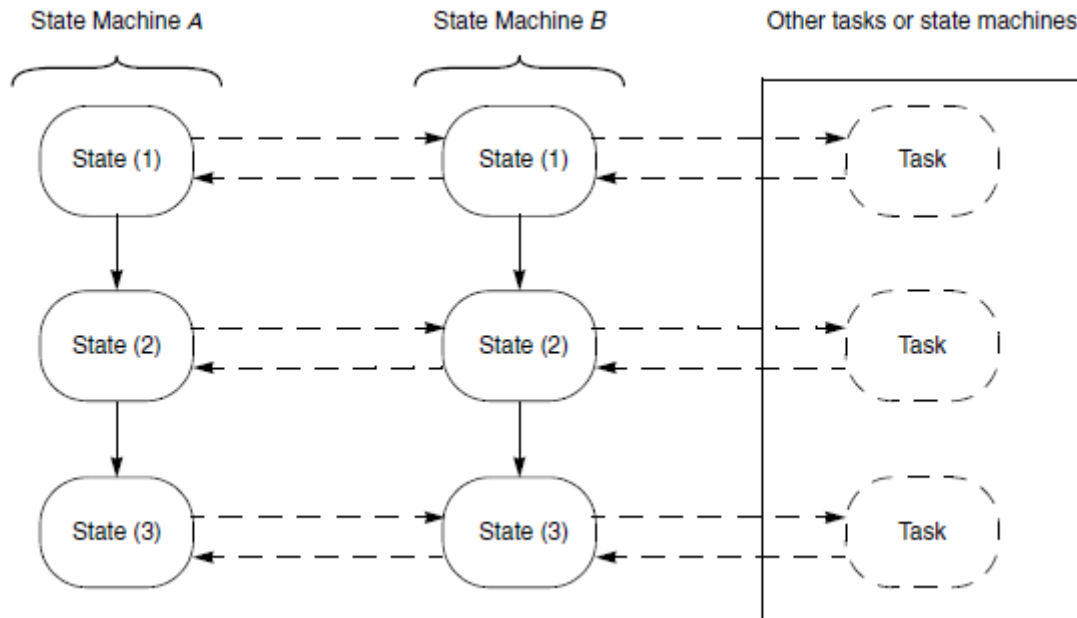 State Machine A
State Machine B
Other tasks or state machines
State (1)
State (1)
Task
State (2)
State (2)
Task
State (3)
State (3)
Task